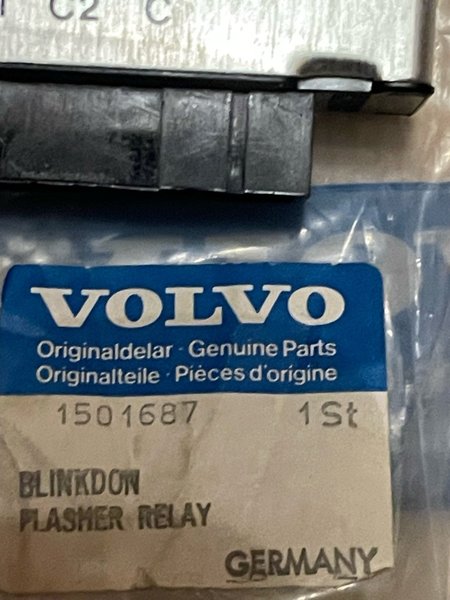 C2 C
VOLVO
Originaldelar · Genuine Parts
Originalteile · Pièces d'origine
1501687 1St
BLINKDON
FLASHER RELAY
GERMANY